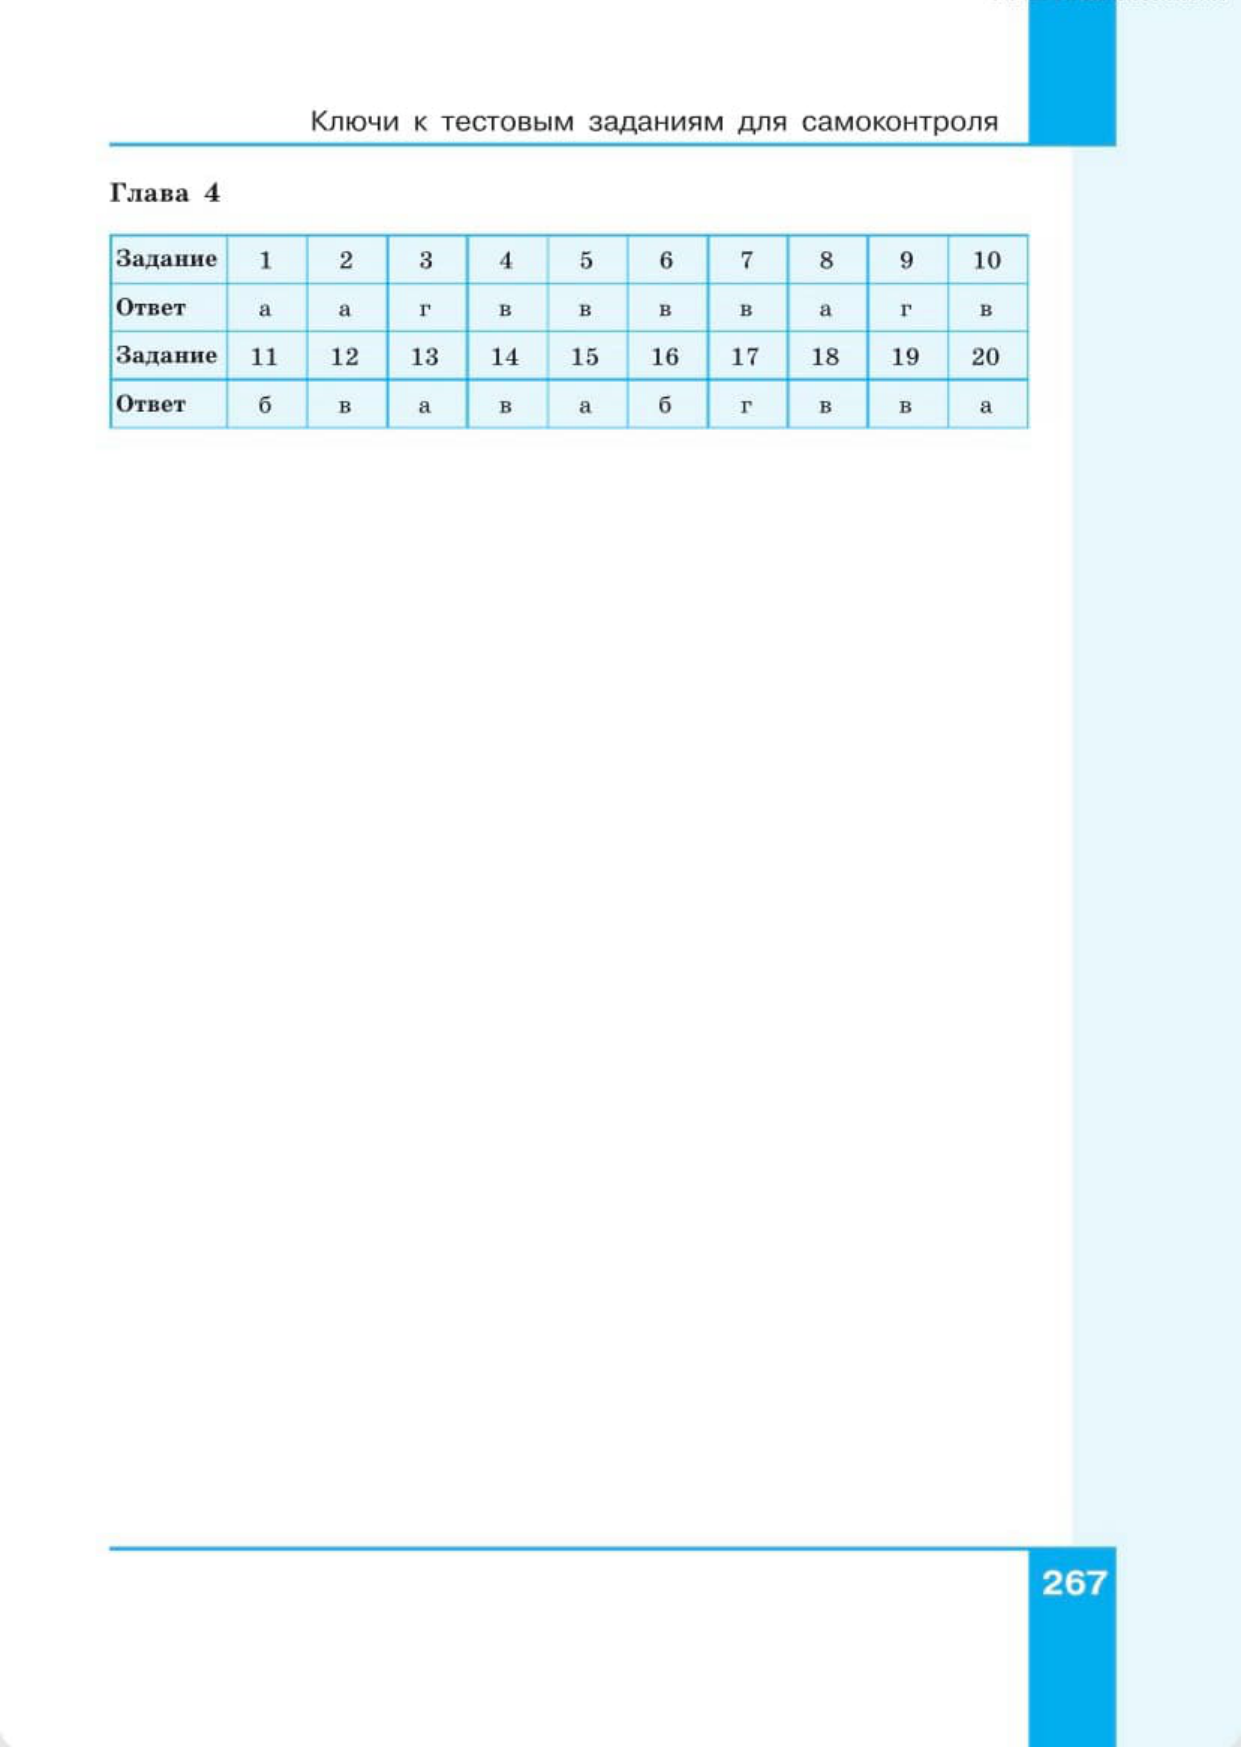 Ключи к тестовым заданиям для самоконтроля
Глава 4
Задание 1 2 3 4 5 6 7 8 9 10
Ответ а а г в в в в а г в
Задание 11 12 13 14 15 16 17 18 19 20
Ответ б в а в а б г в в а
267